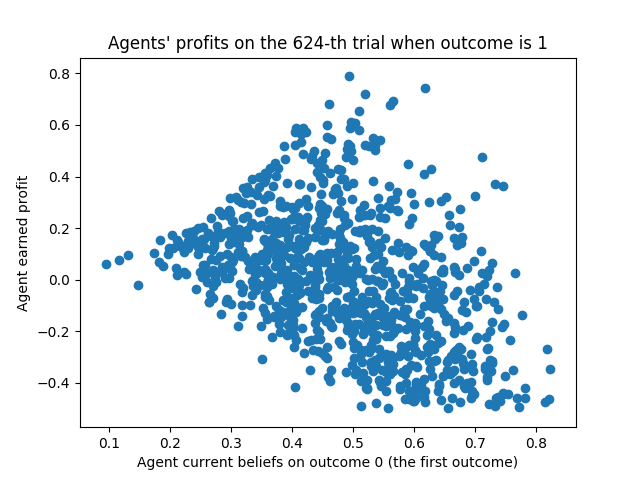 Agents' profits on the 624-th trial when outcome is 1
Agent earned profit
0.8
0.6
0.4
0.2
0.0
−0.2
−0.4
0.1 0.2 0.3 0.4 0.5 0.6 0.7 0.8
Agent current beliefs on outcome 0 (the first outcome)